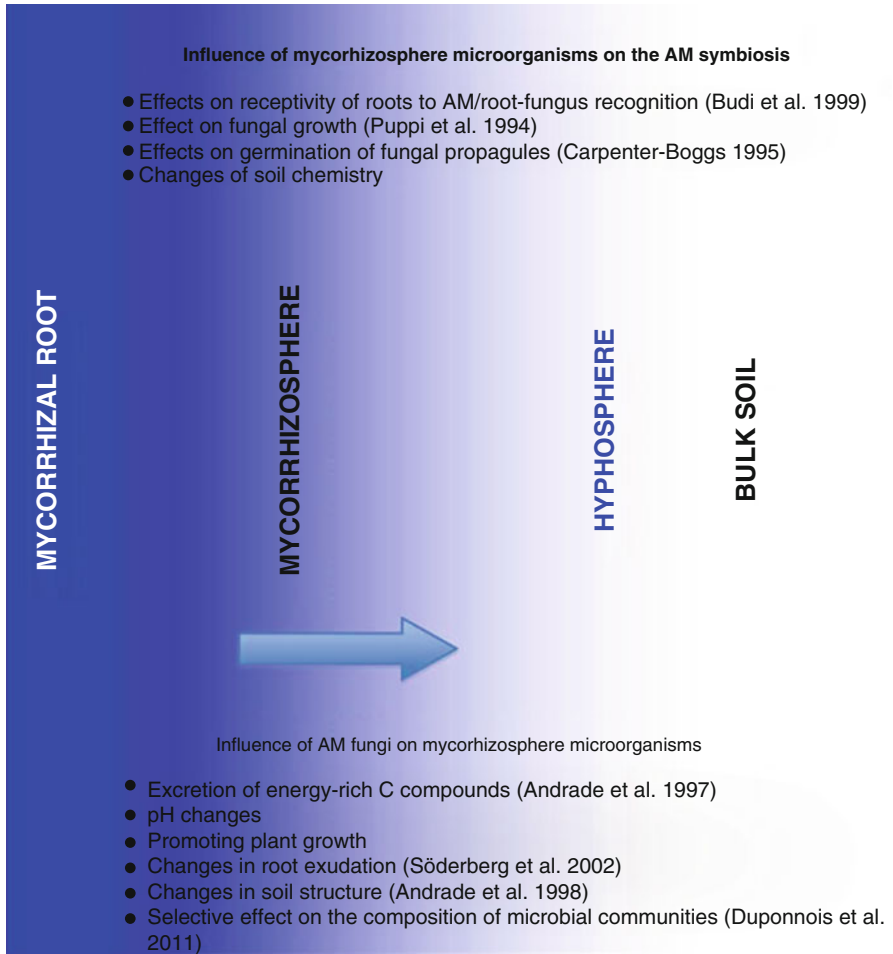 Influence of mycorhizosphere microorganisms on the AM symbiosis
● Effects on receptivity of roots to AM/root-fungus recognition (Budi et al. 1999)
● Effect on fungal growth (Puppi et al. 1994)
● Effects on germination of fungal propagules (Carpenter-Boggs 1995)
● Changes of soil chemistry
MYCORRHIZAL ROOT
MYCORRHIZOSPHERE
HYPHOSPHERE
BULK SOIL
Influence of AM fungi on mycorhizosphere microorganisms
● Excretion of energy-rich C compounds (Andrade et al. 1997)
● pH changes
● Promoting plant growth
● Changes in root exudation (Söderberg et al. 2002)
● Changes in soil structure (Andrade et al. 1998)
● Selective effect on the composition of microbial communities (Duponnois et al.
2011)